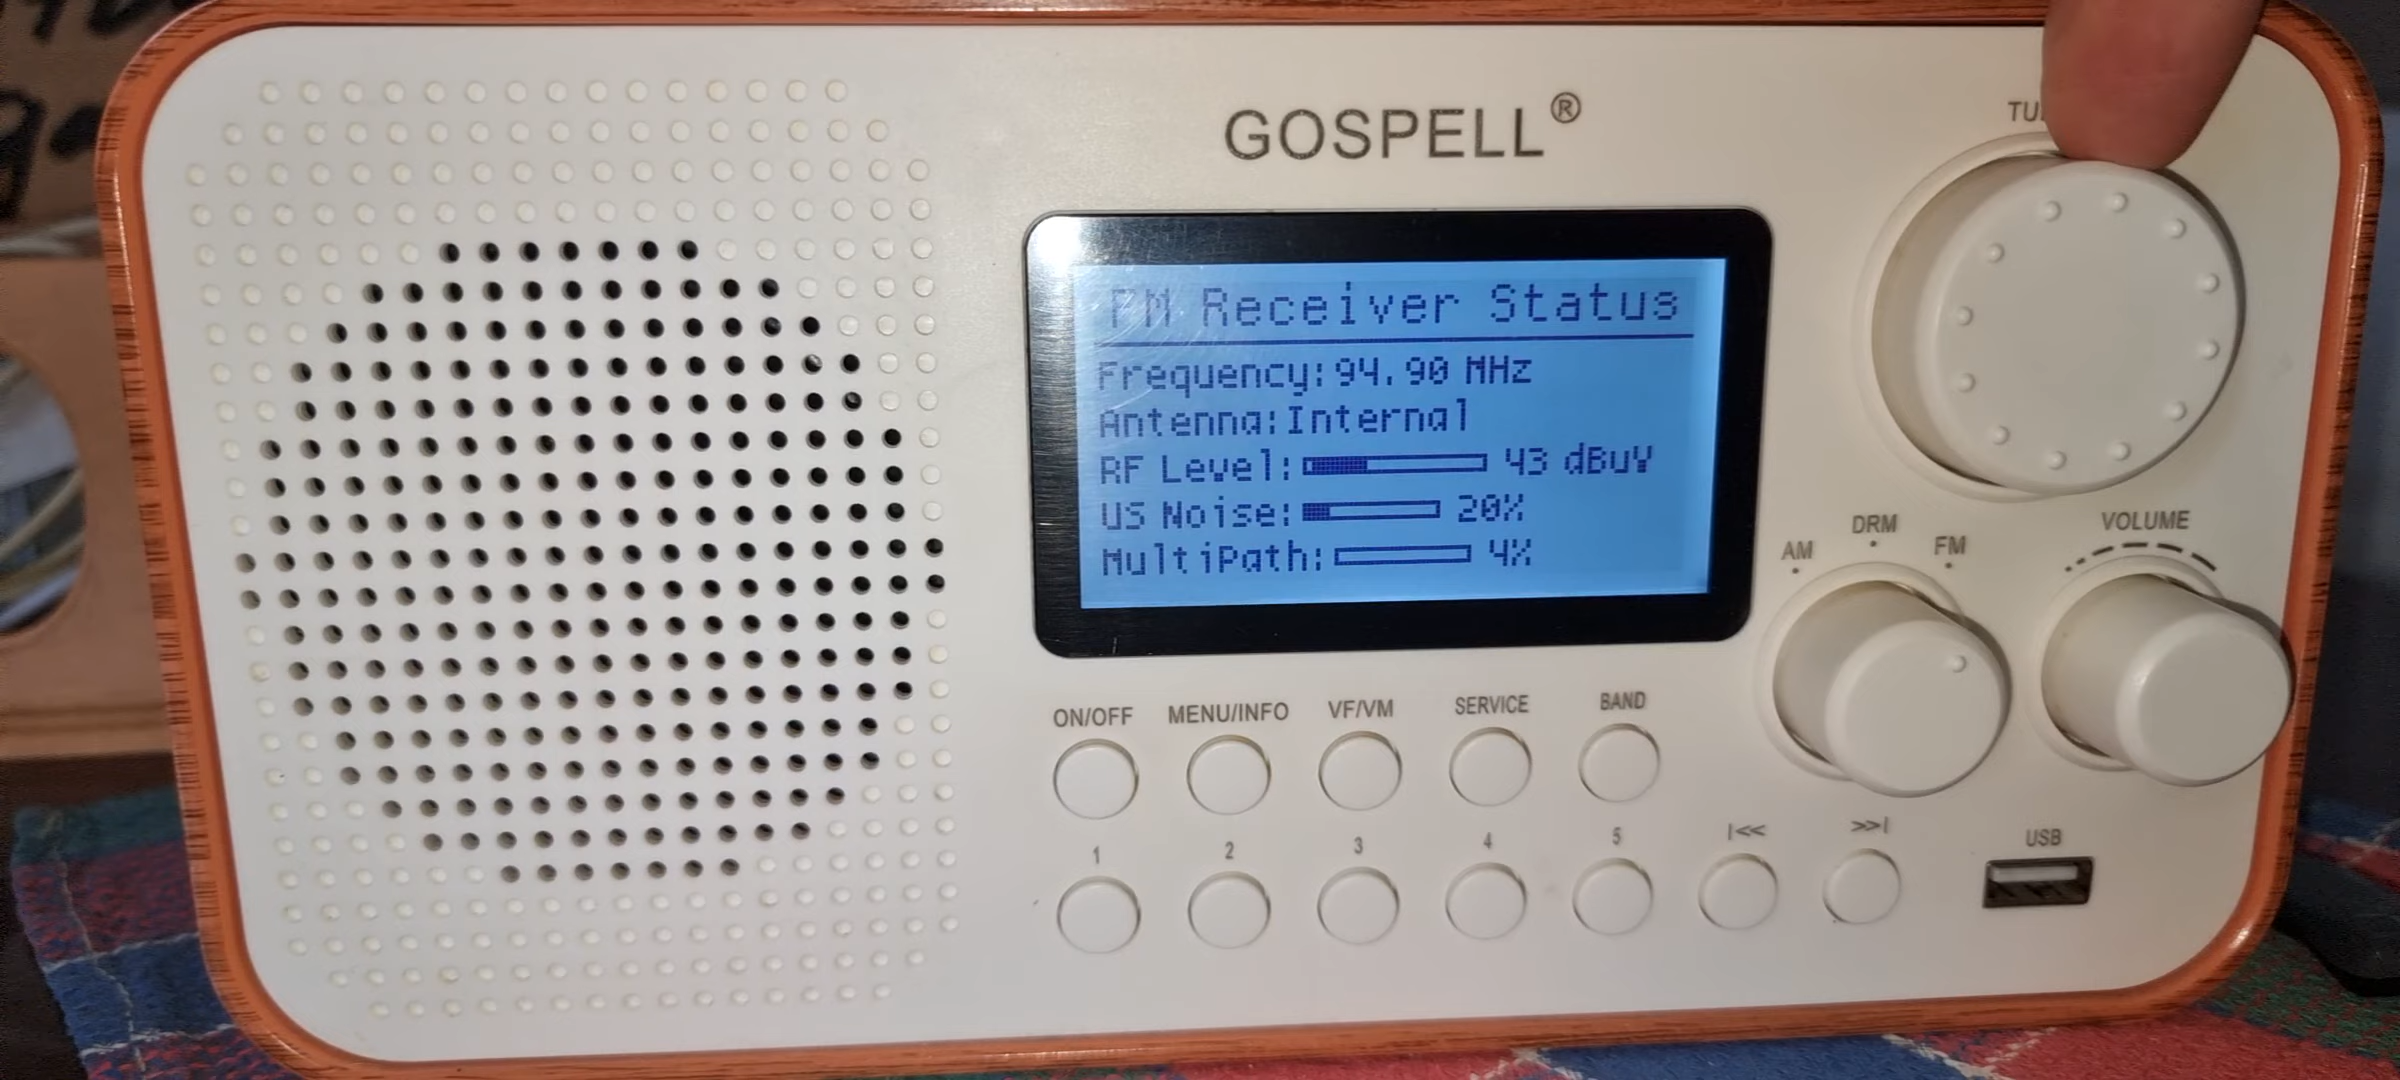 GOSPELL®
FM Receiver Status
Frequency:94.90 MHz
Antenna:Internal
RF Level: 43 dBuV
US Noise: 20%
MultiPath: 4%
AM
DRM
FM
VOLUME
ON/OFF MENU/INFO VF/VM SERVICE BAND
1 2 3 4 5 |<< >>|
USB